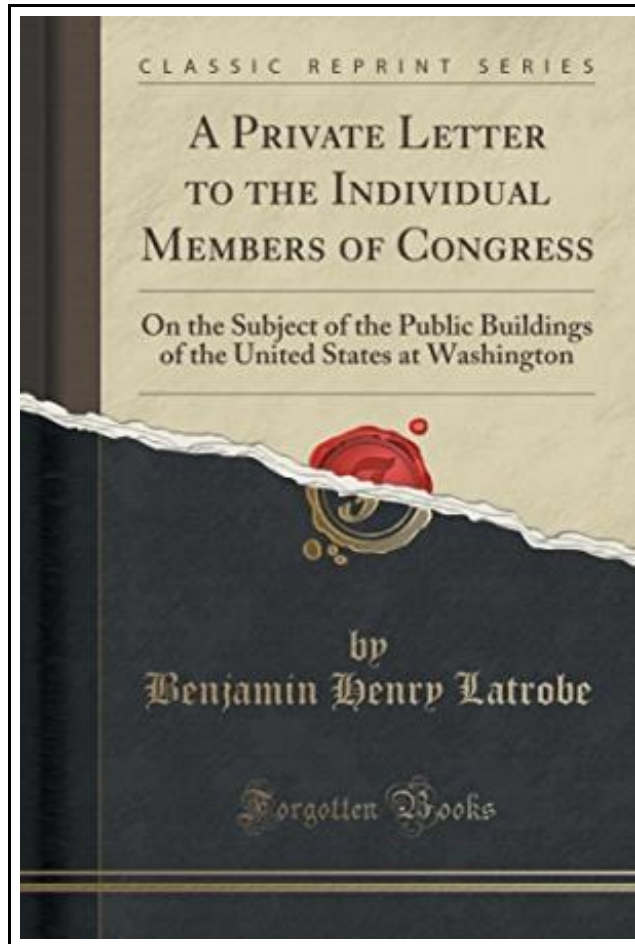 CLASSIC REPRINT SERIES
A PRIVATE LETTER
TO THE INDIVIDUAL
MEMBERS OF CONGRESS
On the Subject of the Public Buildings
of the United States at Washington
by
Benjamin Henry Latrobe
Forgotten Books